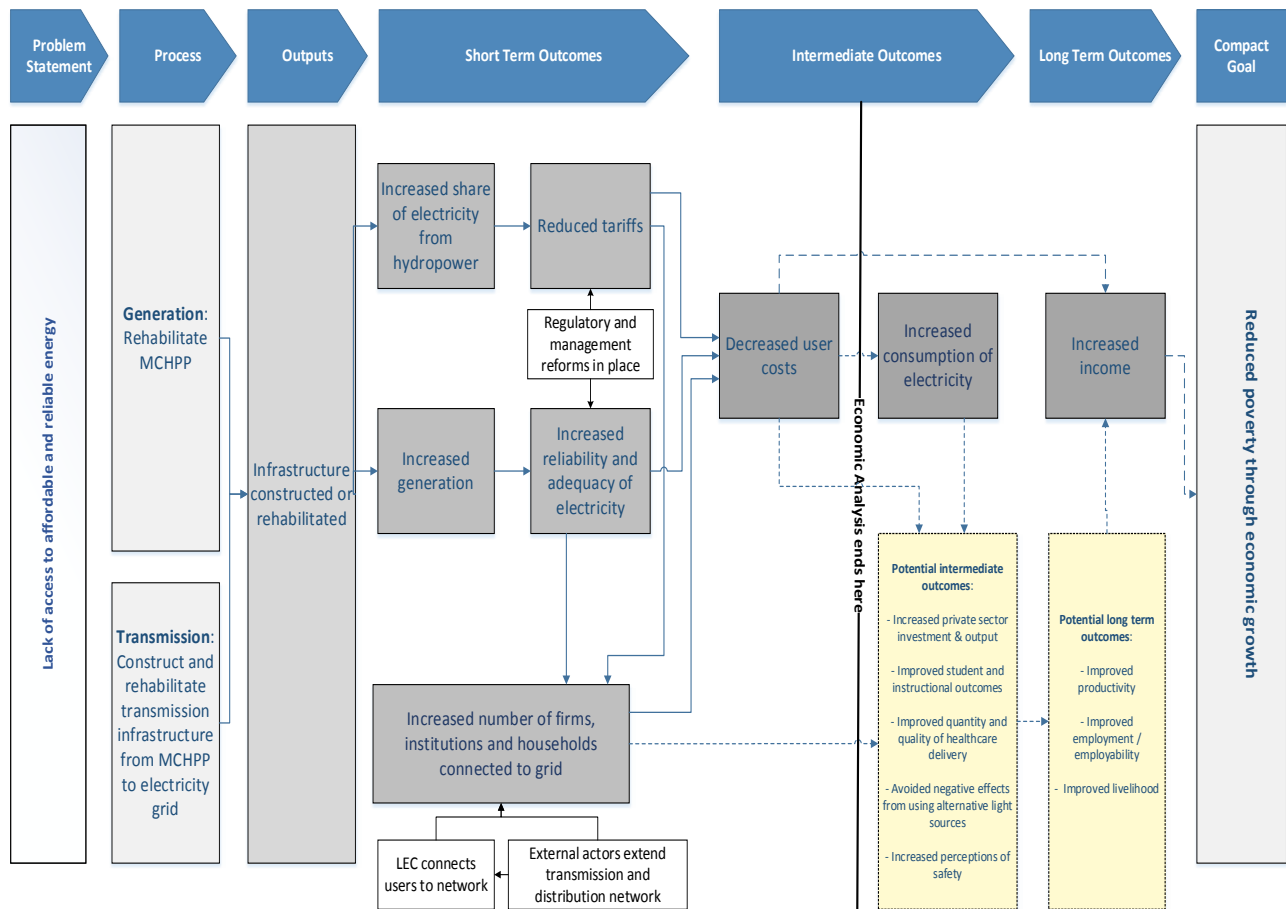 Problem
Statement
Process
Outputs
Short Term Outcomes
Intermediate Outcomes
Long Term Outcomes
Compact
Goal
Lack of access to affordable and reliable energy
Generation:
Rehabilitate
MCHPP
Transmission:
Construct and
rehabilitate
transmission
infrastructure
from MCHPP
to electricity
grid
Infrastructure
constructed or
rehabilitated
Increased share
of electricity
from
hydropower
Reduced tariffs
Regulatory and
management
reforms in place
Increased
generation
Increased
reliability and
adequacy of
electricity
Increased number of firms,
institutions and households
connected to grid
LEC connects
users to network
External actors extend
transmission and
distribution network
Decreased user
costs
Economic Analysis ends here
Increased
consumption of
electricity
Potential intermediate
outcomes:
- Increased private sector
investment & output
- Improved student and
instructional outcomes
- Improved quantity and
quality of healthcare
delivery
- Avoided negative effects
from using alternative light
sources
- Increased perceptions of
safety
Increased
income
Potential long term
outcomes:
- Improved
productivity
- Improved
employment /
employability
- Improved livelihood
Reduced poverty through economic growth